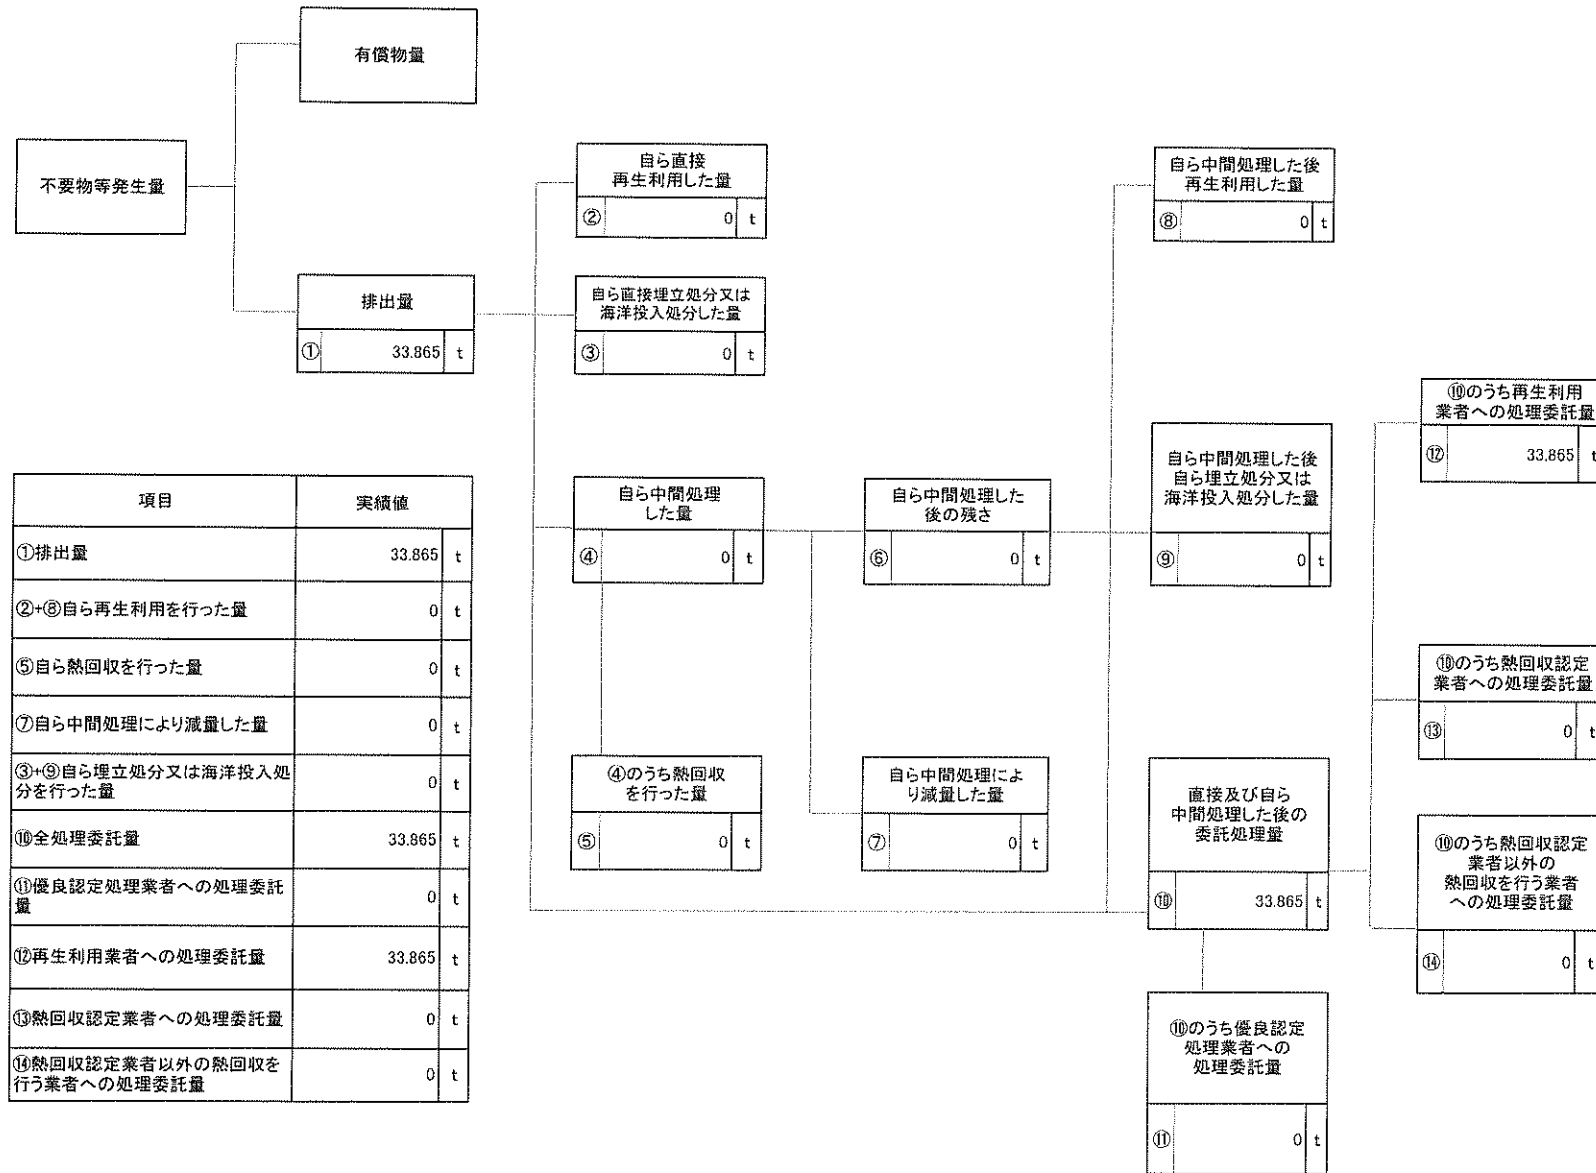 有償物量
不要物等発生量
排出量
① 33.865 t
自ら直接
再生利用した量
② 0 t
自ら直接埋立処分又は
海洋投入処分した量
③ 0 t
自ら中間処理
した量
④ 0 t
④のうち熱回収
を行った量
⑤ 0 t
自ら中間処理した
後の残さ
⑥ 0 t
自ら中間処理によ
り減量した量
⑦ 0 t
自ら中間処理した後
再生利用した量
⑧ 0 t
自ら中間処理した後
自ら埋立処分又は
海洋投入処分した量
⑨ 0 t
直接及び自ら
中間処理した後の
委託処理量
⑩ 33.865 t
⑩のうち優良認定
処理業者への
処理委託量
⑪ 0 t
⑩のうち再生利用
業者への処理委託量
⑫ 33.865 t
⑩のうち熱回収認定
業者への処理委託量
⑬ 0 t
⑩のうち熱回収認定
業者以外の
熱回収を行う業者
への処理委託量
⑭ 0 t
項目 実績値
①排出量 33.865 t
②+⑧自ら再生利用を行った量 0 t
⑤自ら熱回収を行った量 0 t
⑦自ら中間処理により減量した量 0 t
③+⑨自ら埋立処分又は海洋投入処
分を行った量 0 t
⑩全処理委託量 33.865 t
⑪優良認定処理業者への処理委託
量 0 t
⑫再生利用業者への処理委託量 33.865 t
⑬熱回収認定業者への処理委託量 0 t
⑭熱回収認定業者以外の熱回収を
行う業者への処理委託量 0 t